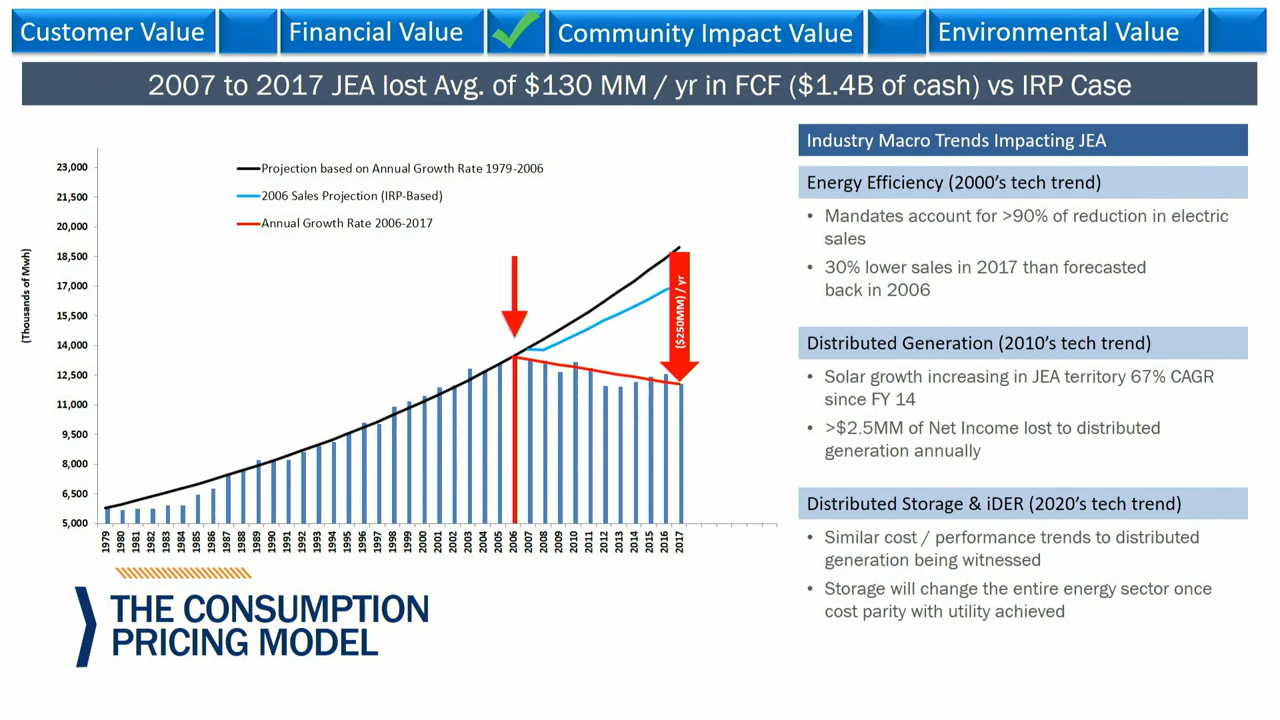 Customer Value
Financial Value
Community Impact Value
Environmental Value
2007 to 2017 JEA lost Avg. of $130 MM / yr in FCF ($1.4B of cash) vs IRP Case
(Thousands of Mwh)
23,000
21,500
20,000
18,500
17,000
15,500
14,000
12,500
11,000
9,500
8,000
6,500
5,000
Projection based on Annual Growth Rate 1979-2006
2006 Sales Projection (IRP-Based)
Annual Growth Rate 2006-2017
($250MM) / yr
1979
1980
1981
1982
1983
1984
1985
1986
1987
1988
1989
1990
1991
1992
1993
1994
1995
1996
1997
1998
1999
2000
2001
2002
2003
2004
2005
2006
2007
2008
2009
2010
2011
2012
2013
2014
2015
2016
2017
THE CONSUMPTION
PRICING MODEL
Industry Macro Trends Impacting JEA
Energy Efficiency (2000's tech trend)
• Mandates account for >90% of reduction in electric
sales
• 30% lower sales in 2017 than forecasted
back in 2006
Distributed Generation (2010's tech trend)
• Solar growth increasing in JEA territory 67% CAGR
since FY 14
• >$2.5MM of Net Income lost to distributed
generation annually
Distributed Storage & iDER (2020's tech trend)
• Similar cost / performance trends to distributed
generation being witnessed
• Storage will change the entire energy sector once
cost parity with utility achieved